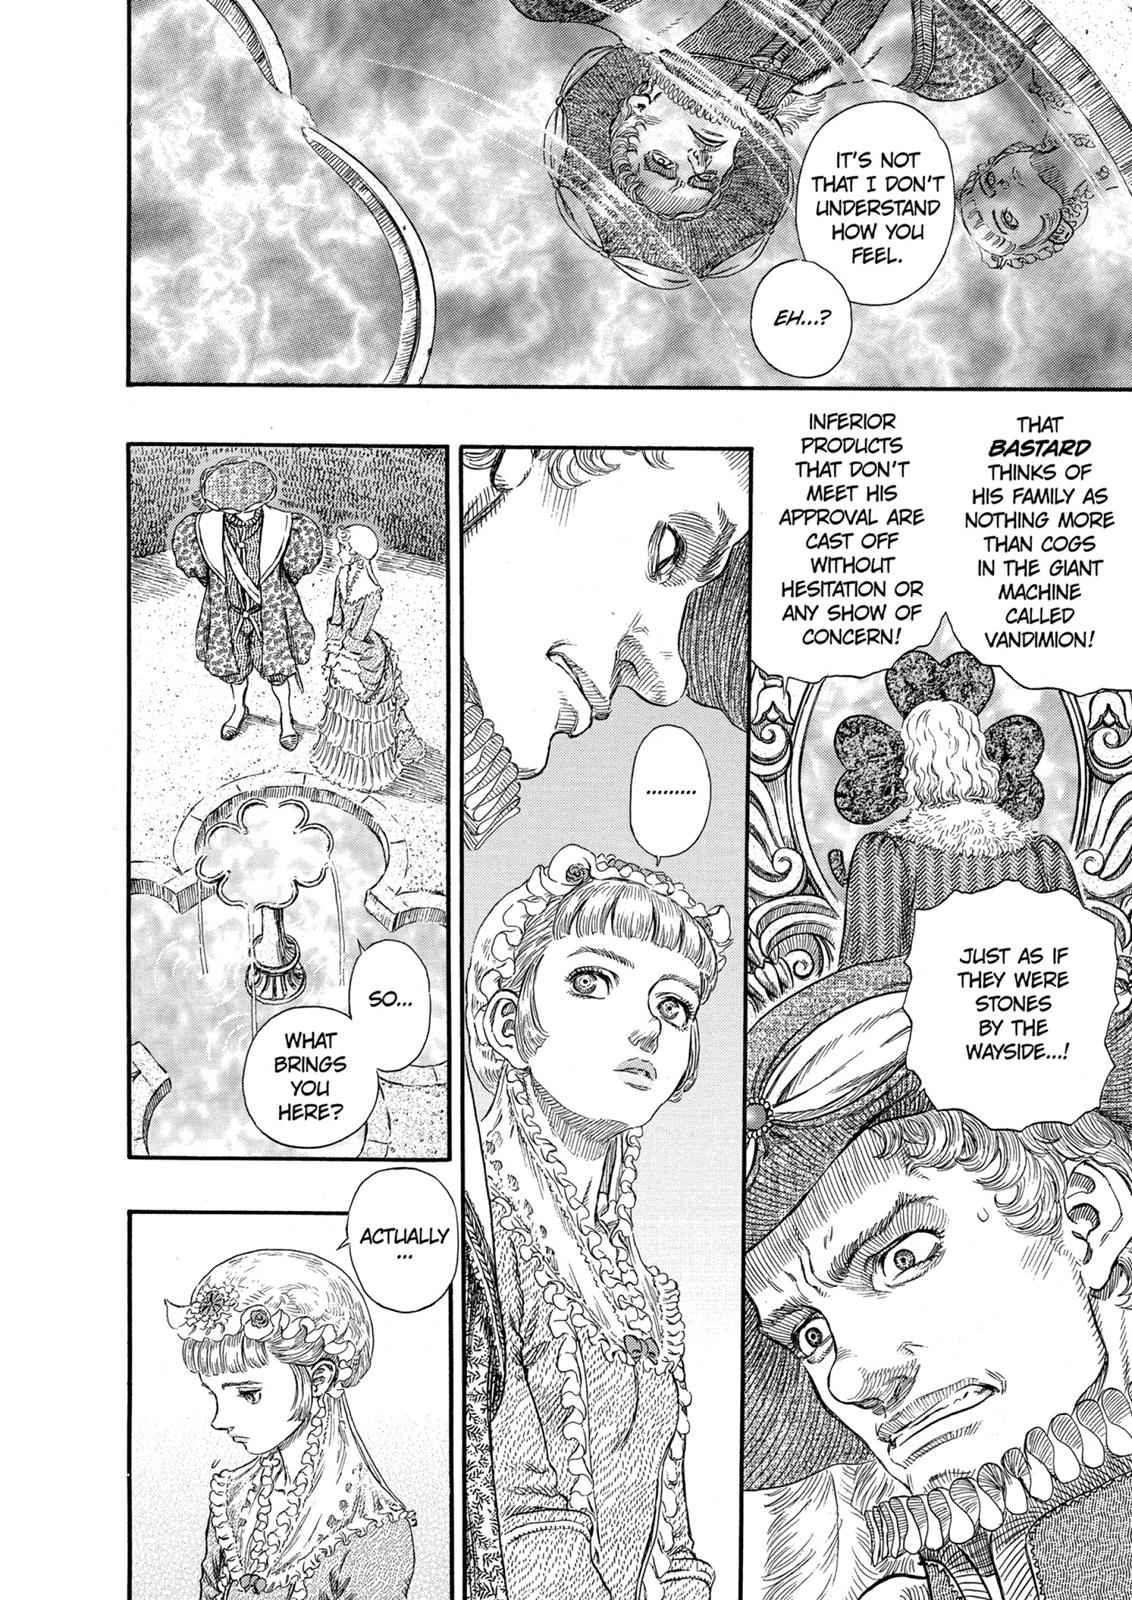 IT'S NOT
THAT I DON'T
UNDERSTAND
HOW YOU
FEEL.
EH...?
THAT
BASTARD
THINKS OF
HIS FAMILY AS
NOTHING MORE
THAN COGS
IN THE GIANT
MACHINE
CALLED
VANDIMION!
INFERIOR
PRODUCTS
THAT DON'T
MEET HIS
APPROVAL ARE
CAST OFF
WITHOUT
HESITATION OR
ANY SHOW OF
CONCERN!
JUST AS IF
THEY WERE
STONES
BY THE
WAYSIDE...!
.........
SO...
WHAT
BRINGS
YOU
HERE?
ACTUALLY
...